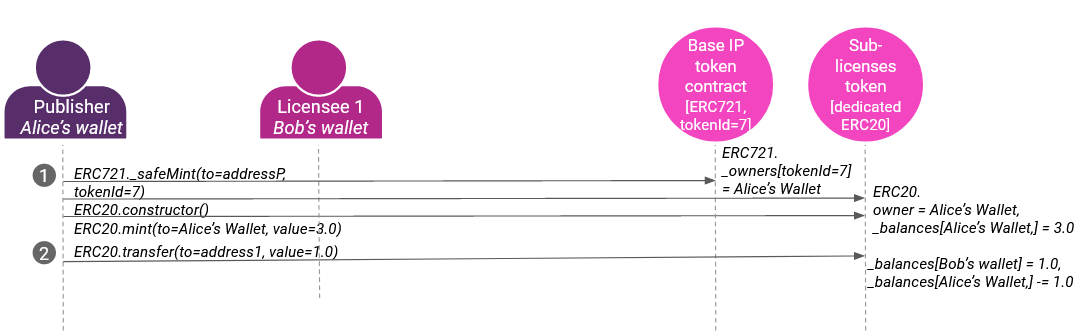 Publisher
Alice's wallet
Licensee 1
Bob's wallet
Base IP
token
contract
[ERC721,
tokenId=7]
Sub-
licenses
token
[dedicated
ERC20]
1
ERC721._safeMint(to=addressP,
tokenId=7)
ERC20.constructor()
ERC20.mint(to=Alice's Wallet, value=3.0)
ERC721.
_owners[tokenId=7]
= Alice's Wallet
ERC20.
owner = Alice's Wallet,
_balances[Alice's Wallet,] = 3.0
2
ERC20.transfer(to=address1, value=1.0)
_balances[Bob's wallet] = 1.0,
_balances[Alice's Wallet,] -= 1.0